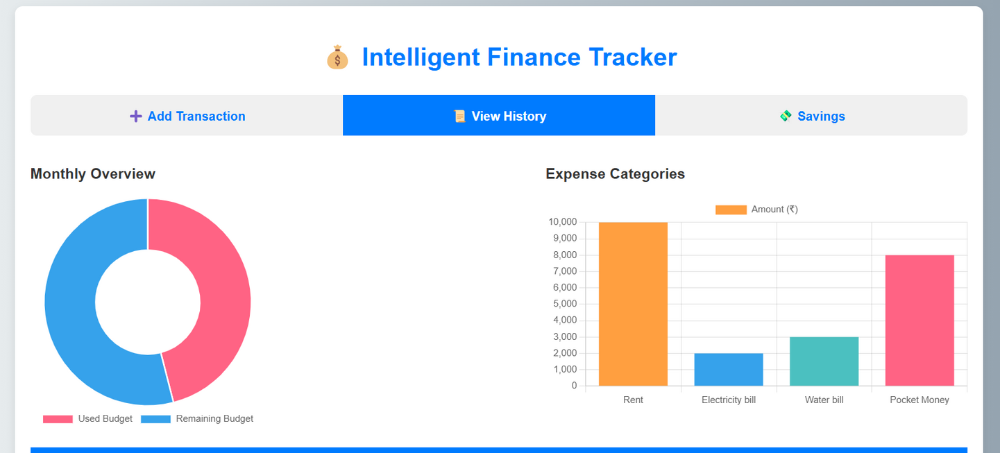 Intelligent Finance Tracker
Add Transaction
View History
Savings
Monthly Overview
Used Budget
Remaining Budget
Expense Categories
Amount (₹)
10,000
9,000
8,000
7,000
6,000
5,000
4,000
3,000
2,000
1,000
0
Rent
Electricity bill
Water bill
Pocket Money